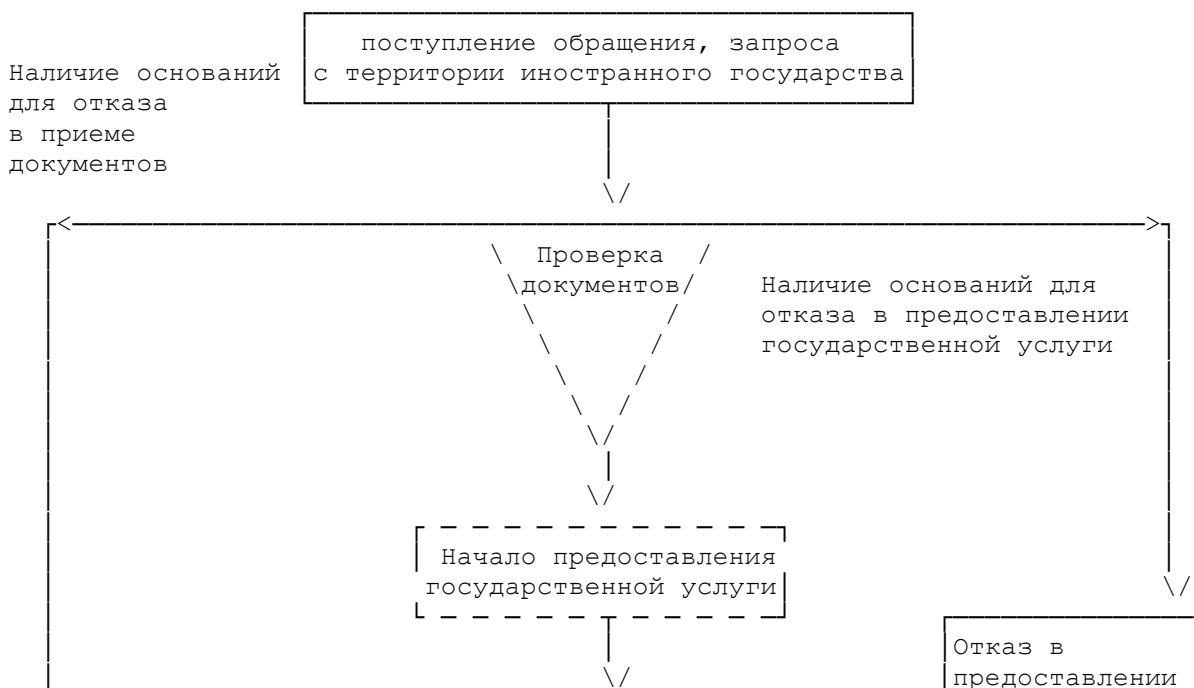 поступление обращения, запроса
с территории иностранного государства
Наличие оснований
для отказа
в приеме
документов
Проверка
документов
Наличие оснований для
отказа в предоставлении
государственной услуги
Начало предоставления
государственной услуги
Отказ в
предоставлении